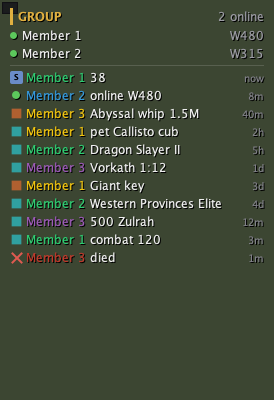 GROUP 2 online
Member 1 W480
Member 2 W315
S Member 1 38 now
Member 2 online W480 8m
Member 3 Abyssal whip 1.5M 40m
Member 1 pet Callisto cub 2h
Member 2 Dragon Slayer II 5h
Member 3 Vorkath 1:12 1d
Member 1 Giant key 3d
Member 2 Western Provinces Elite 4d
Member 3 500 Zulrah 12m
Member 1 combat 120 3m
Member 3 died 1m